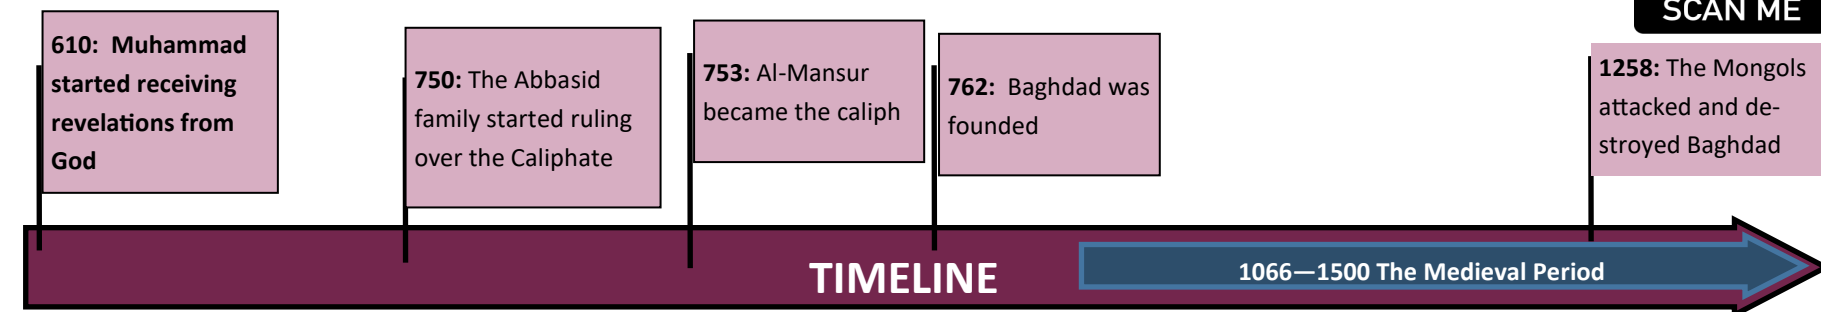 SCAN ME
610:  Muhammad
started receiving
revelations from
God
750: The Abbasid
family started ruling
over the Caliphate
753: Al-Mansur
became the caliph
762:  Baghdad was
founded
1258: The Mongols
attacked and de-
stroyed Baghdad
TIMELINE
1066—1500 The Medieval Period